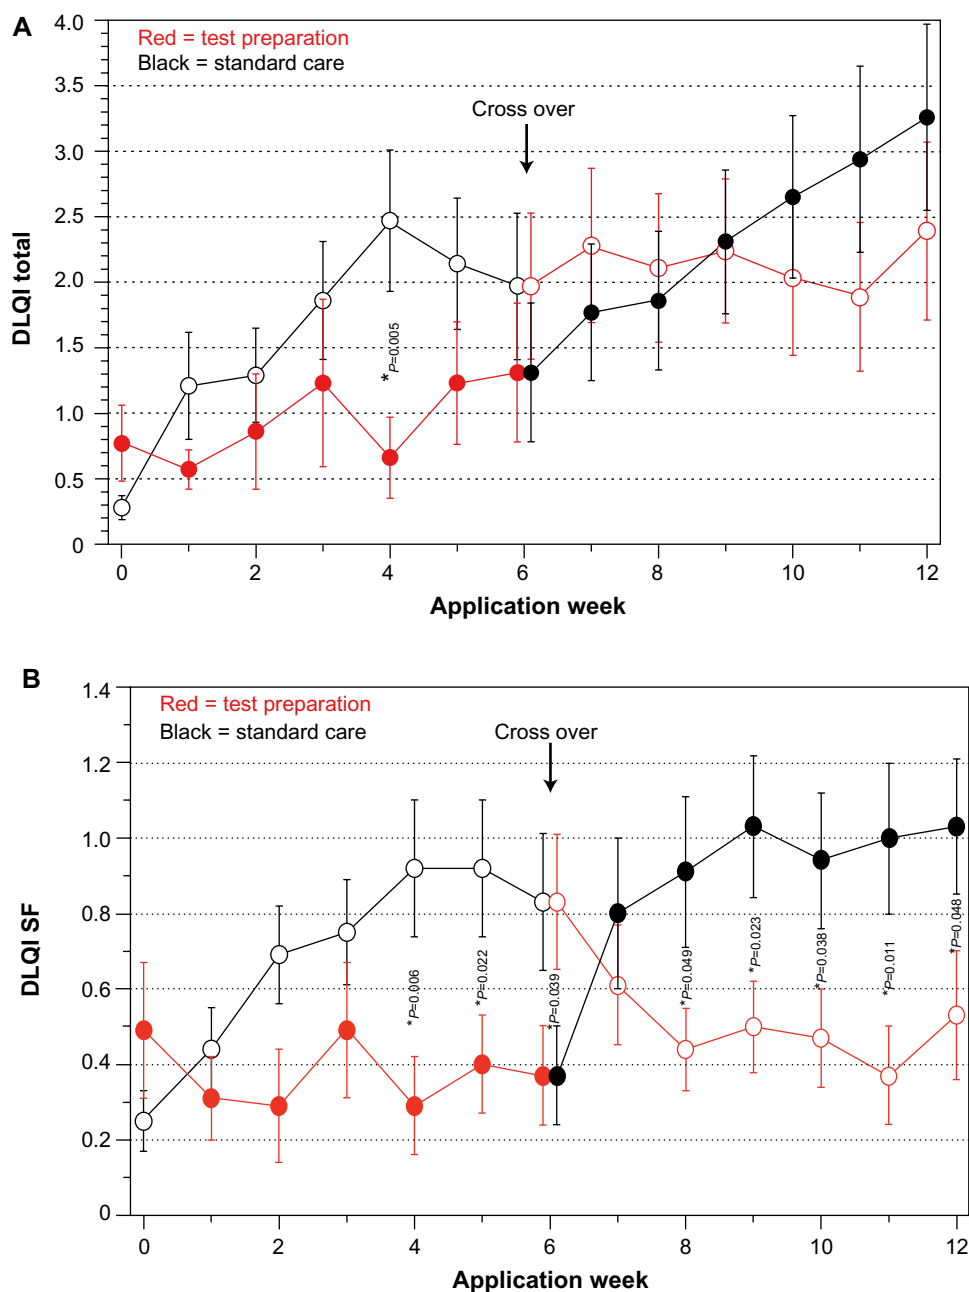 A
Red = test preparation
Black = standard care
Cross over
4.0
3.5
3.0
2.5
2.0
1.5
1.0
0.5
0
DLQI total
*P=0.005
0 2 4 6 8 10 12
Application week
B
Red = test preparation
Black = standard care
Cross over
1.4
1.2
1.0
0.8
0.6
0.4
0.2
0
DLQI SF
*P=0.006
*P=0.022
*P=0.039
*P=0.049
*P=0.023
*P=0.038
*P=0.011
*P=0.048
0 2 4 6 8 10 12
Application week